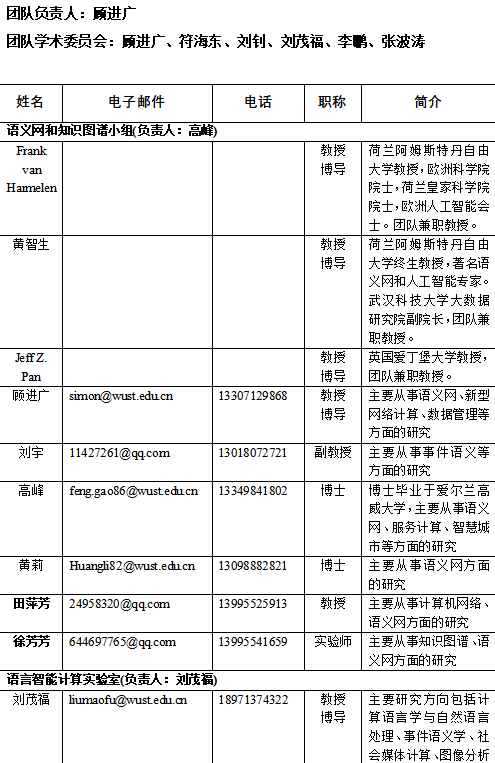 团队负责人：顾进广
团队学术委员会：顾进广、符海东、刘钊、刘茂福、李鹏、张波涛
姓名 电子邮件 电话 职称 简介
语义网和知识图谱小组(负责人：高峰)
Frank 教授 荷兰阿姆斯特丹自由
van 博导 大学教授，欧洲科学院
Harmelen 院士，荷兰皇家科学院
院士，欧洲人工智能会
士。团队兼职教授。
黄智生 教授 荷兰阿姆斯特丹自由
博导 大学终生教授，著名语
义网和人工智能专家。
武汉科技大学大数据
研究院副院长，团队兼
职教授。
Jeff Z. 教授 英国爱丁堡大学教授，
Pan 博导 团队兼职教授。
顾进广 simon@wust.edu.cn 13307129868 教授 主要从事语义网、新型
博导 网络计算、数据管理等
方面的研究
刘宇 11427261@qq.com 13018072721 副教授 主要从事事件语义等
方面的研究
高峰 feng.gao86@wust.edu.cn 13349841802 博士 博士毕业于爱尔兰高
威大学，主要从事语义
网、服务计算、智慧城
市等方面的研究
黄莉 Huangli82@wust.edu.cn 13098882821 博士 主要从事语义网方面
的研究
田萍芳 24958320@qq.com 13995525913 教授 主要从事计算机网络、
语义网方面的研究
徐芳芳 644697765@qq.com 13995541659 实验师 主要从事知识图谱、语
义网方面的研究
语言智能计算实验室(负责人：刘茂福)
刘茂福 liumaofu@wust.edu.cn 18971374322 教授 主要研究方向包括计
博导 算语言学与自然语言
处理、事件语义学、社
会媒体计算、图像分析